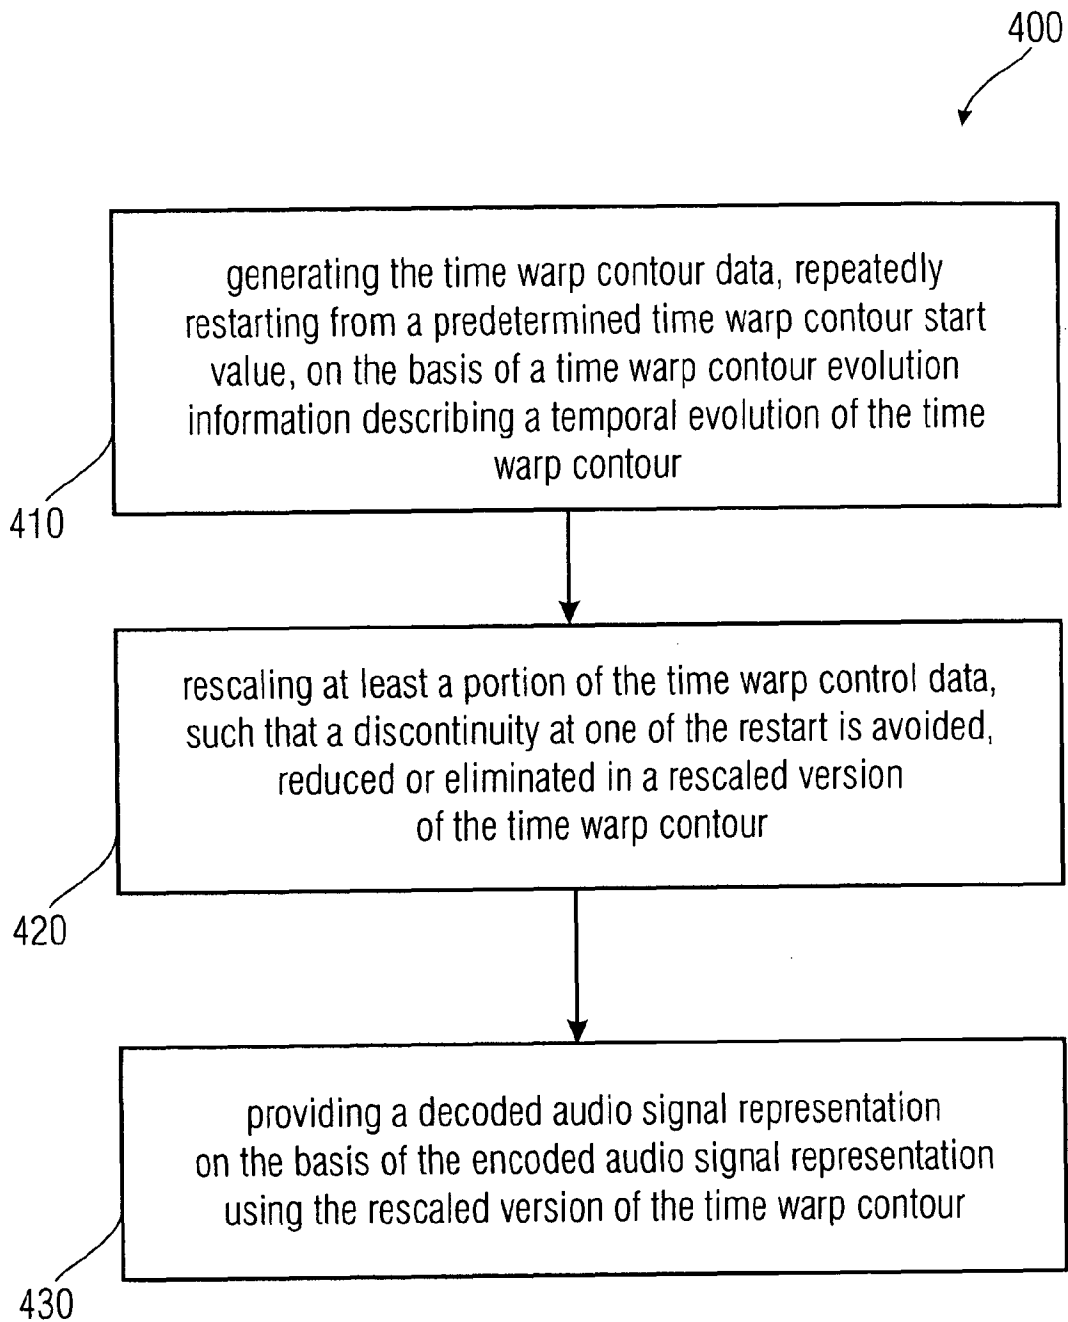 400
generating the time warp contour data, repeatedly
restarting from a predetermined time warp contour start
value, on the basis of a time warp contour evolution
information describing a temporal evolution of the time
warp contour
410
rescaling at least a portion of the time warp control data,
such that a discontinuity at one of the restart is avoided,
reduced or eliminated in a rescaled version
of the time warp contour
420
providing a decoded audio signal representation
on the basis of the encoded audio signal representation
using the rescaled version of the time warp contour
430